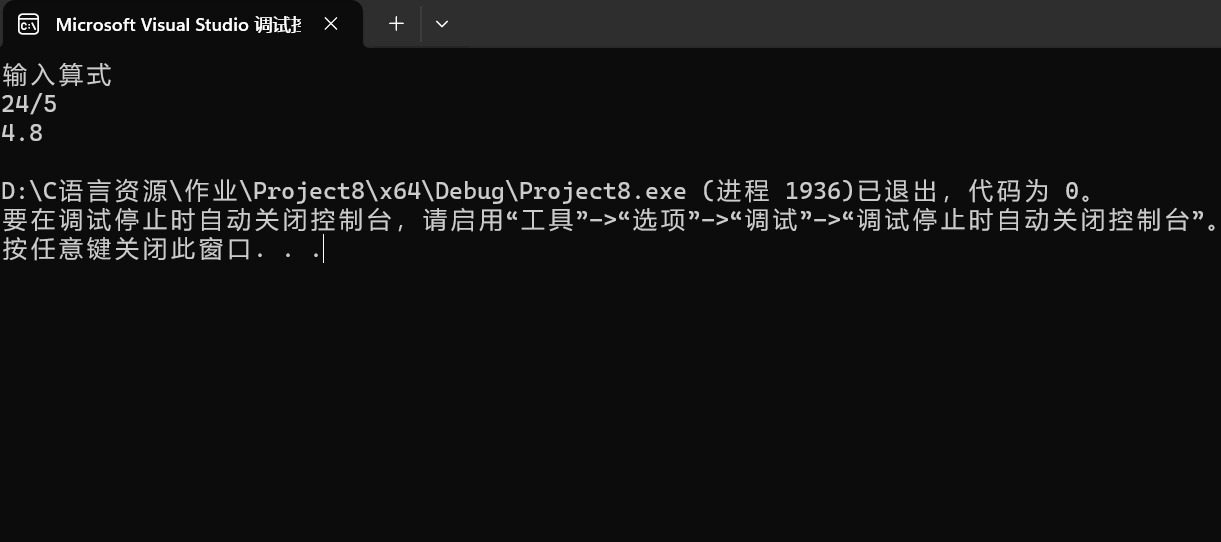 Microsoft Visual Studio 调试
输入算式
24/5
4.8
D:\C语言资源\作业\Project8\x64\Debug\Project8.exe (进程 1936)已退出，代码为 0。
要在调试停止时自动关闭控制台，请启用“工具”->“选项”->“调试”->“调试停止时自动关闭控制台”。
按任意键关闭此窗口. . .